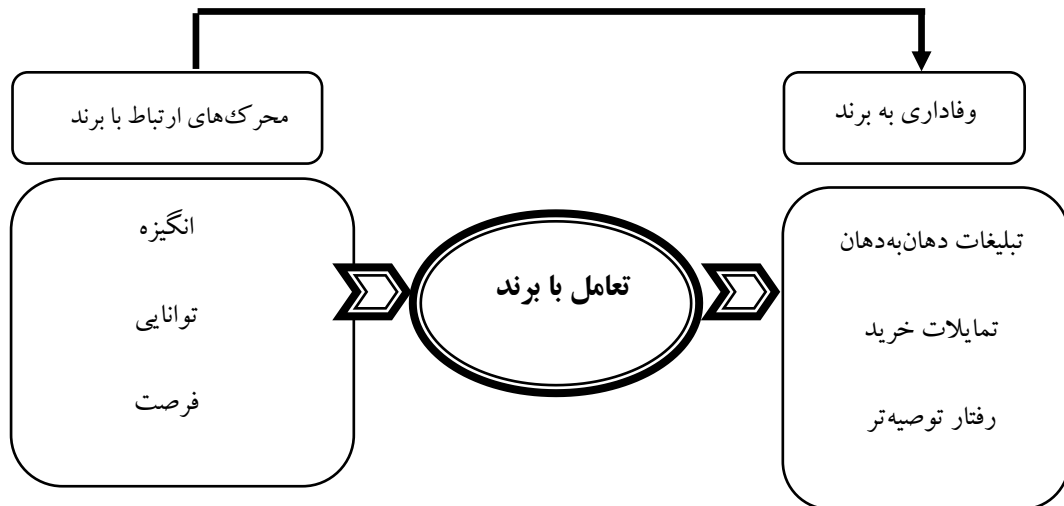 محرک‌های ارتباط با برند
انگیزه
توانایی
فرصت
تعامل با برند
وفاداری به برند
تبلیغات دهان‌به‌دهان
تمایلات خرید
رفتار توصیه‌تر